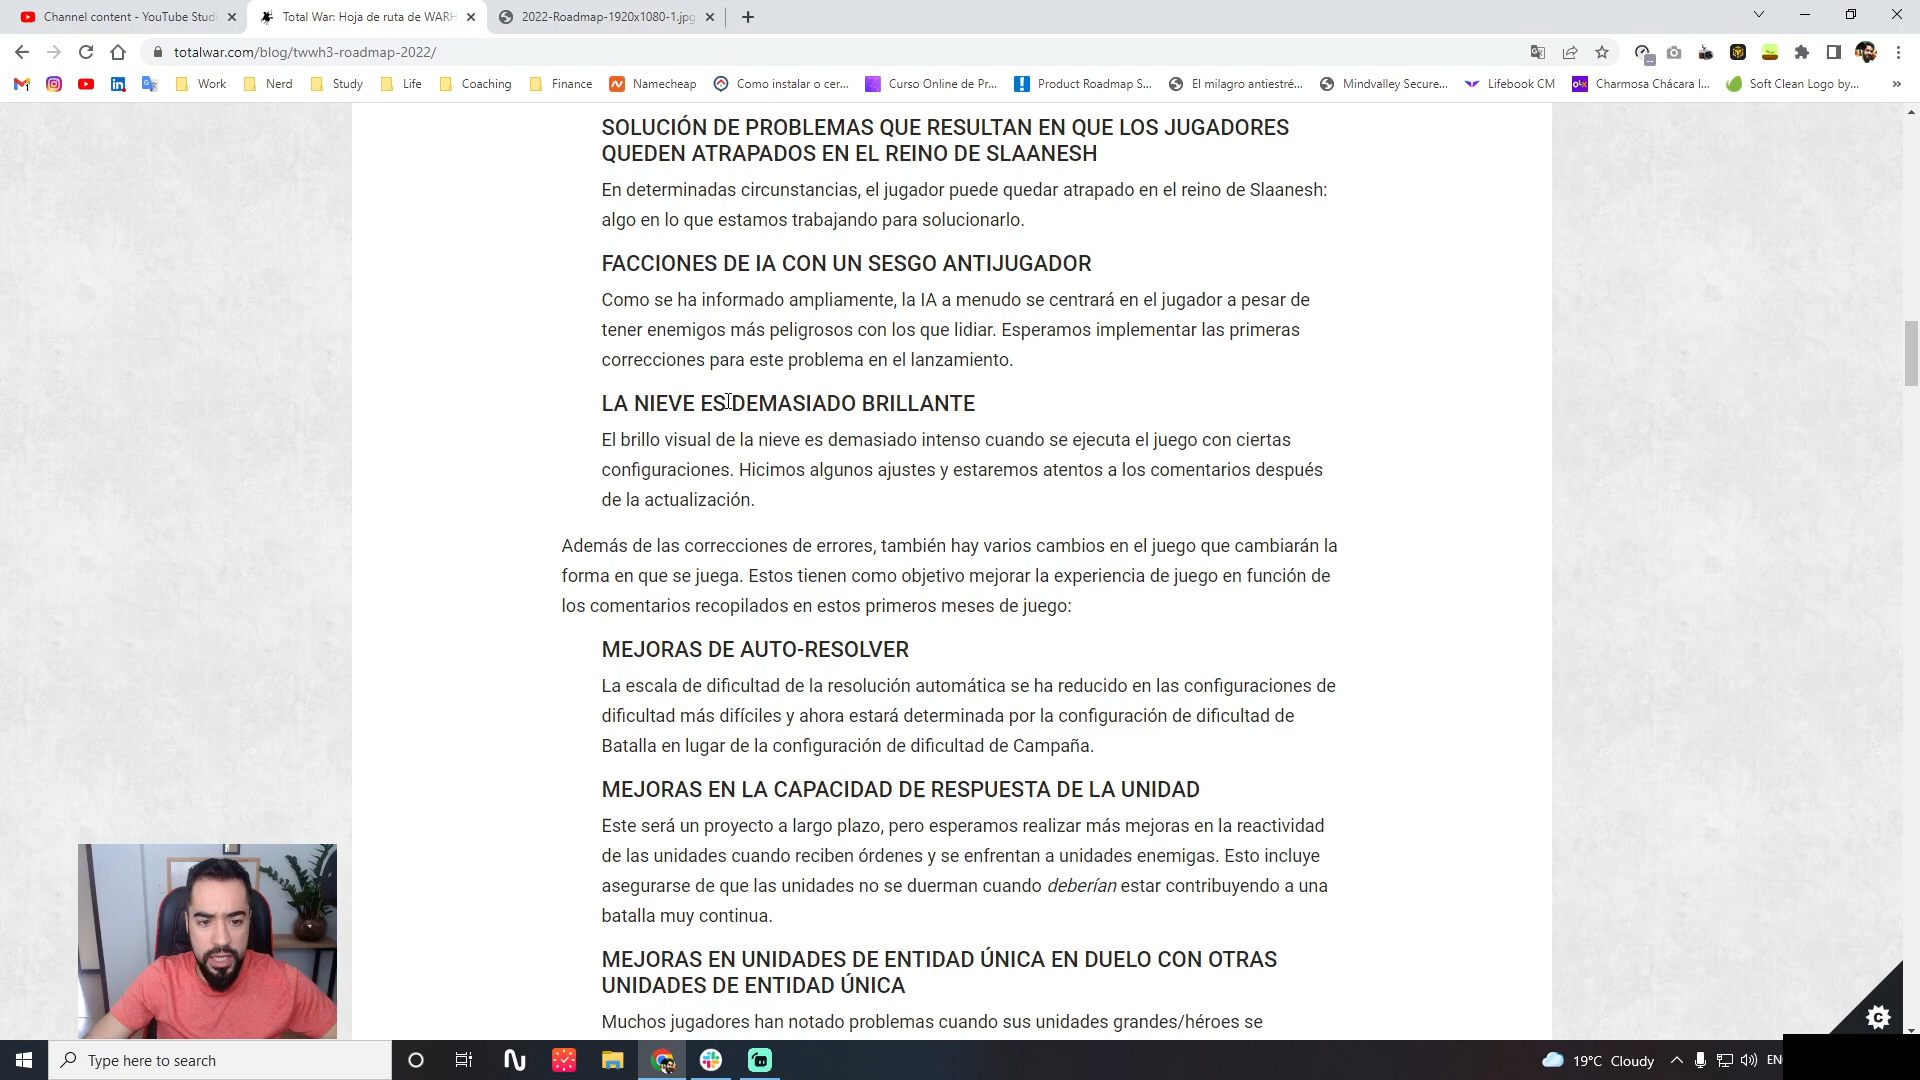 Channel content - YouTube Studi
Total War: Hoja de ruta de WARH
2022-Roadmap-1920x1080-1.jpg
totalwar.com/blog/twwh3-roadmap-2022/
Work
Nerd
Study
Life
Coaching
Finance
Namecheap
Como instalar o cer...
Curso Online de Pr...
Product Roadmap S...
El milagro antiestré...
Mindvalley Secure...
Lifebook CM
Charmosa Chácara I...
Soft Clean Logo by...
»
SOLUCIÓN DE PROBLEMAS QUE RESULTAN EN QUE LOS JUGADORES
QUEDEN ATRAPADOS EN EL REINO DE SLAANESH
En determinadas circunstancias, el jugador puede quedar atrapado en el reino de Slaanesh:
algo en lo que estamos trabajando para solucionarlo.
FACCIONES DE IA CON UN SESGO ANTIJUGADOR
Como se ha informado ampliamente, la IA a menudo se centrará en el jugador a pesar de
tener enemigos más peligrosos con los que lidiar. Esperamos implementar las primeras
correcciones para este problema en el lanzamiento.
LA NIEVE ES DEMASIADO BRILLANTE
El brillo visual de la nieve es demasiado intenso cuando se ejecuta el juego con ciertas
configuraciones. Hicimos algunos ajustes y estaremos atentos a los comentarios después
de la actualización.
Además de las correcciones de errores, también hay varios cambios en el juego que cambiarán la
forma en que se juega. Estos tienen como objetivo mejorar la experiencia de juego en función de
los comentarios recopilados en estos primeros meses de juego:
MEJORAS DE AUTO-RESOLVER
La escala de dificultad de la resolución automática se ha reducido en las configuraciones de
dificultad más difíciles y ahora estará determinada por la configuración de dificultad de
Batalla en lugar de la configuración de dificultad de Campaña.
MEJORAS EN LA CAPACIDAD DE RESPUESTA DE LA UNIDAD
Este será un proyecto a largo plazo, pero esperamos realizar más mejoras en la reactividad
de las unidades cuando reciben órdenes y se enfrentan a unidades enemigas. Esto incluye
asegurarse de que las unidades no se duerman cuando deberían estar contribuyendo a una
batalla muy continua.
MEJORAS EN UNIDADES DE ENTIDAD ÚNICA EN DUELO CON OTRAS
UNIDADES DE ENTIDAD ÚNICA
Muchos jugadores han notado problemas cuando sus unidades grandes/héroes se
Type here to search
19°C Cloudy
EN